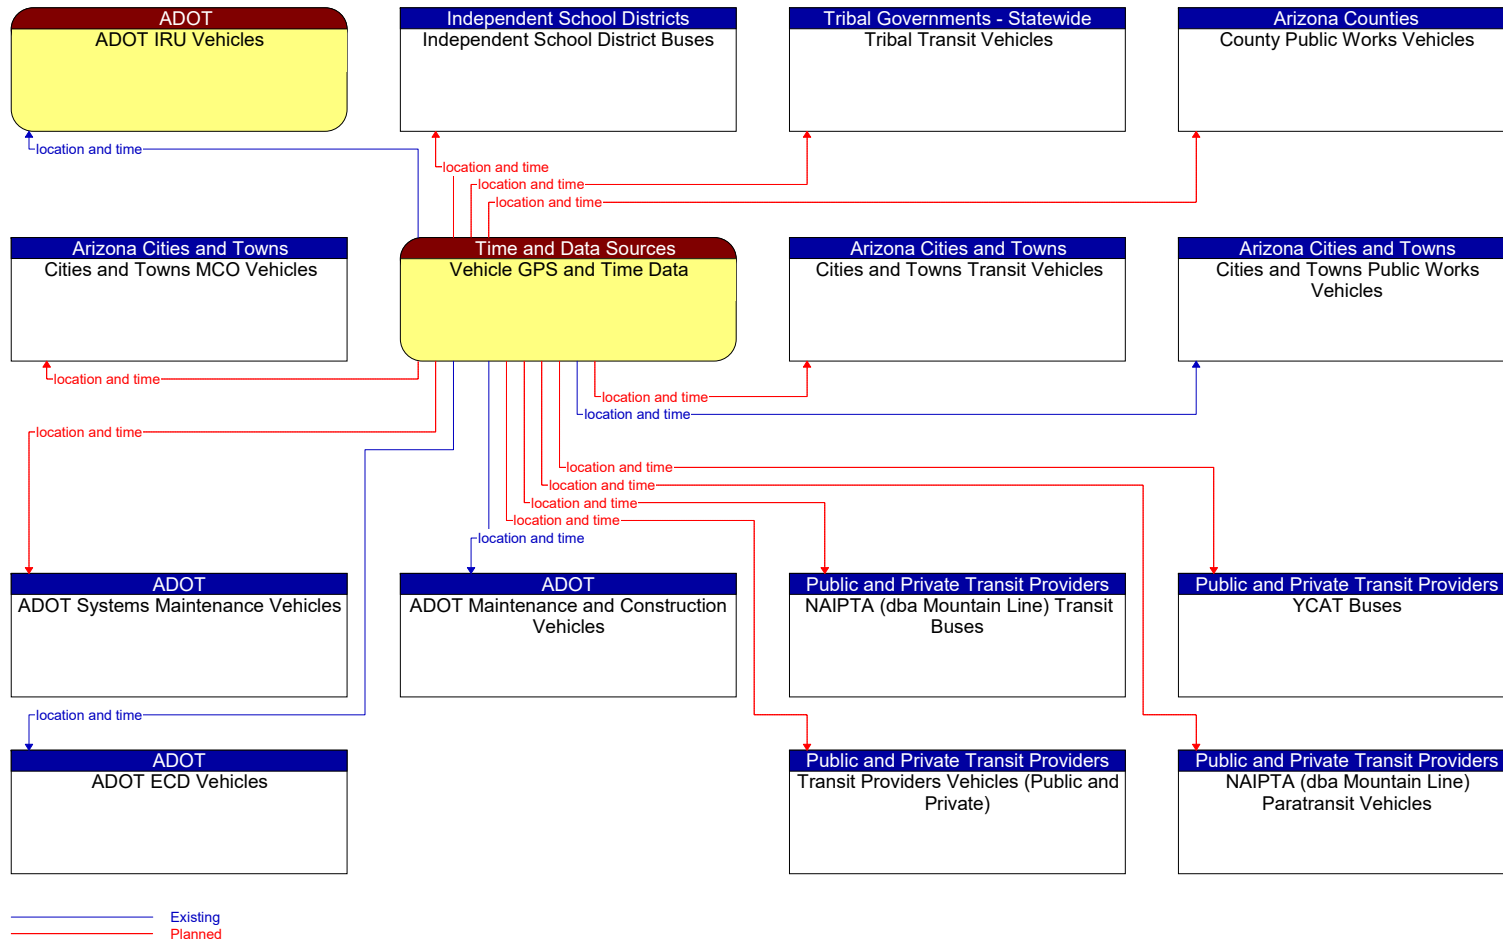 ADOT
ADOT IRU Vehicles
Independent School Districts
Independent School District Buses
Tribal Governments - Statewide
Tribal Transit Vehicles
Arizona Counties
County Public Works Vehicles
location and time
location and time
location and time
location and time
Arizona Cities and Towns
Cities and Towns MCO Vehicles
Time and Data Sources
Vehicle GPS and Time Data
Arizona Cities and Towns
Cities and Towns Transit Vehicles
Arizona Cities and Towns
Cities and Towns Public Works
Vehicles
location and time
location and time
location and time
location and time
location and time
location and time
location and time
location and time
location and time
ADOT
ADOT Systems Maintenance Vehicles
ADOT
ADOT Maintenance and Construction
Vehicles
Public and Private Transit Providers
NAIPTA (dba Mountain Line) Transit
Buses
Public and Private Transit Providers
YCAT Buses
location and time
ADOT
ADOT ECD Vehicles
Public and Private Transit Providers
Transit Providers Vehicles (Public and
Private)
Public and Private Transit Providers
NAIPTA (dba Mountain Line)
Paratransit Vehicles
Existing
Planned